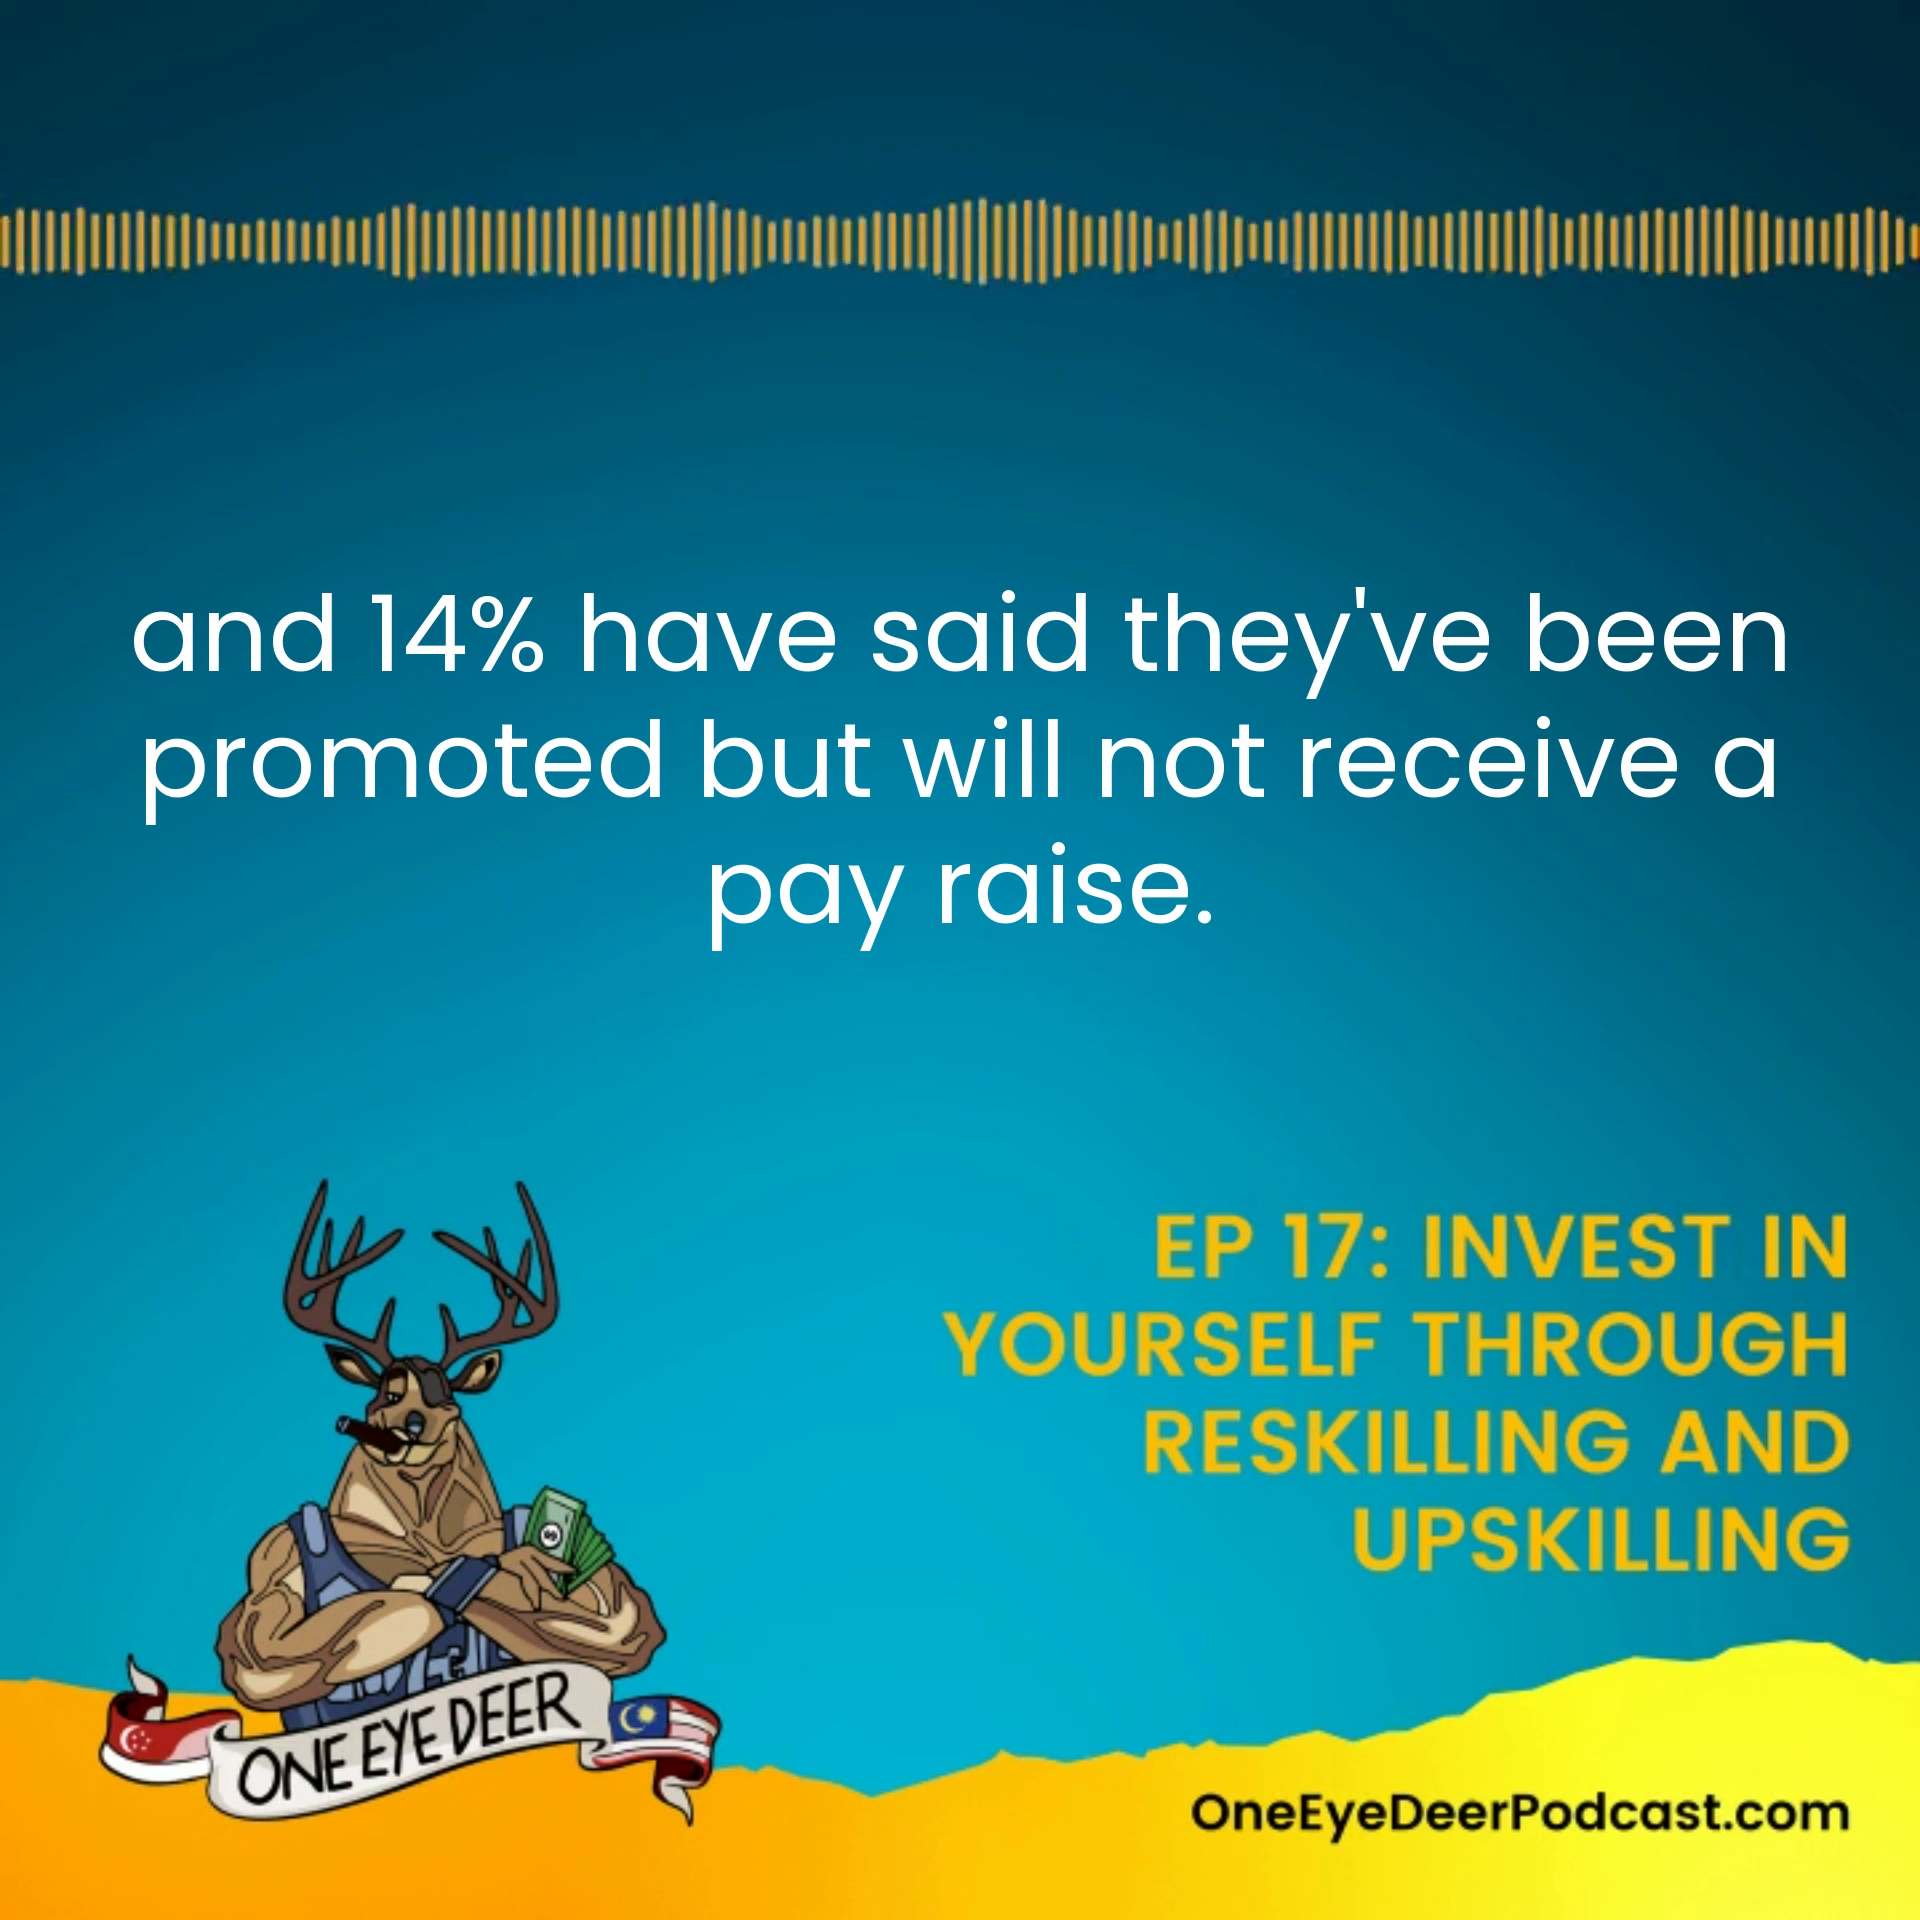 and 14% have said they've been
promoted but will not receive a
pay raise.
EP 17: INVEST IN
YOURSELF THROUGH
RESKILLING AND
UPSKILLING
ONE EYE DEER
OneEyeDeerPodcast.com